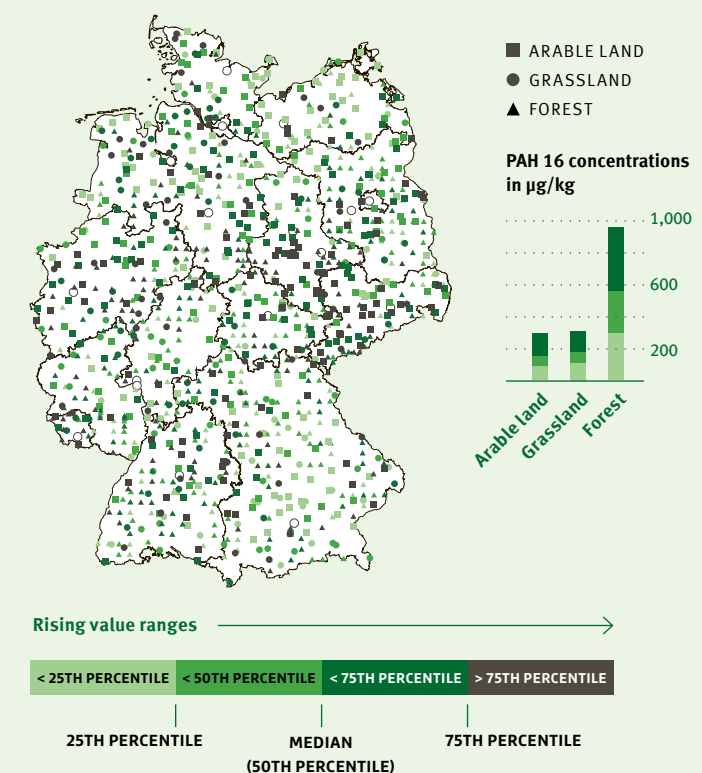 ARABLE LAND
GRASSLAND
FOREST
PAH 16 concentrations
in µg/kg
1,000
600
200
Arable land
Grassland
Forest
Rising value ranges
< 25TH PERCENTILE
< 50TH PERCENTILE
< 75TH PERCENTILE
> 75TH PERCENTILE
25TH PERCENTILE
MEDIAN
(50TH PERCENTILE)
75TH PERCENTILE